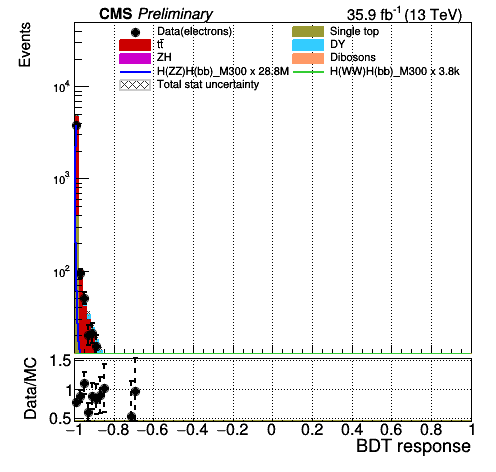 CMS Preliminary 35.9 fb⁻¹ (13 TeV)
Events
Data(electrons) Single top
tt̄ DY
ZH Dibosons
H(ZZ)H(bb)_M300 x 28.8M H(WW)H(bb)_M300 x 3.8k
Total stat uncertainty
10⁴
10³
10²
Data/MC
1.5
1
0.5
−1 −0.8 −0.6 −0.4 −0.2 0 0.2 0.4 0.6 0.8 1
BDT response